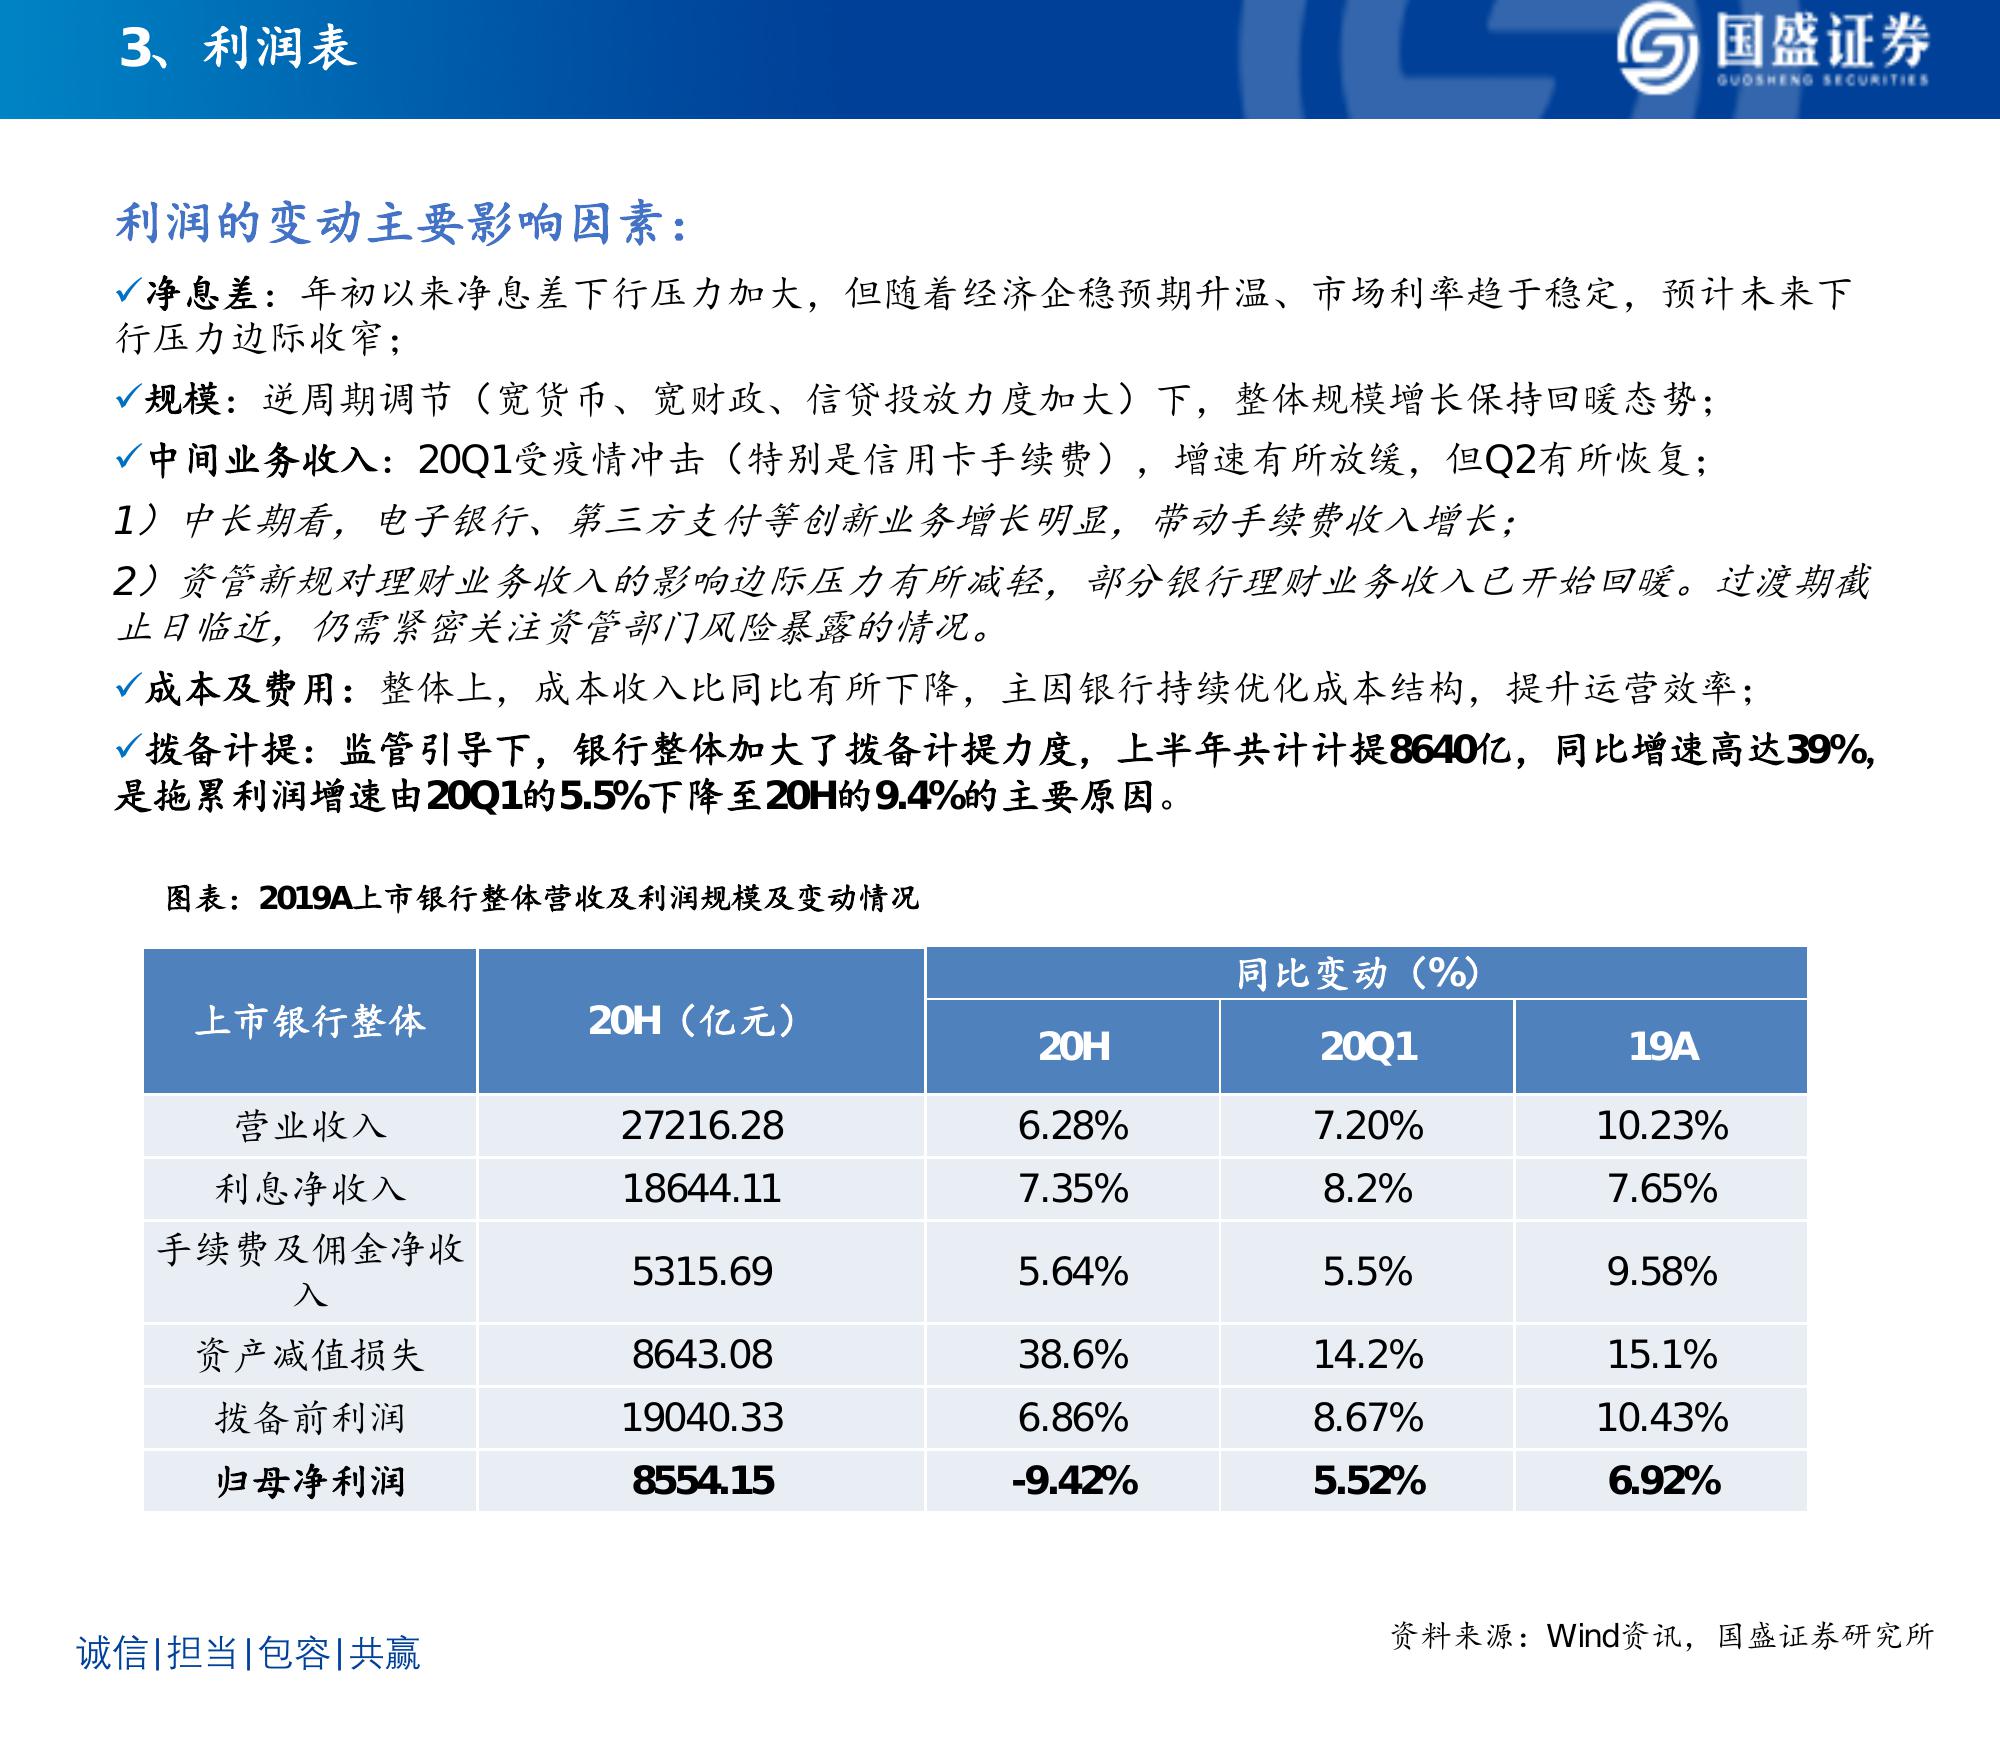 3、利润表
国盛证券
GUOSHENG SECURITIES
利润的变动主要影响因素：
✓净息差：年初以来净息差下行压力加大，但随着经济企稳预期升温、市场利率趋于稳定，预计未来下
行压力边际收窄；
✓规模：逆周期调节（宽货币、宽财政、信贷投放力度加大）下，整体规模增长保持回暖态势；
✓中间业务收入：20Q1受疫情冲击（特别是信用卡手续费），增速有所放缓，但Q2有所恢复；
1）中长期看，电子银行、第三方支付等创新业务增长明显，带动手续费收入增长；
2）资管新规对理财业务收入的影响边际压力有所减轻，部分银行理财业务收入已开始回暖。过渡期截
止日临近，仍需紧密关注资管部门风险暴露的情况。
✓成本及费用：整体上，成本收入比同比有所下降，主因银行持续优化成本结构，提升运营效率；
✓拨备计提：监管引导下，银行整体加大了拨备计提力度，上半年共计计提8640亿，同比增速高达39%，
是拖累利润增速由20Q1的5.5%下降至20H的9.4%的主要原因。
图表：2019A上市银行整体营收及利润规模及变动情况
上市银行整体 20H（亿元） 同比变动（%）
20H 20Q1 19A
营业收入 27216.28 6.28% 7.20% 10.23%
利息净收入 18644.11 7.35% 8.2% 7.65%
手续费及佣金净收
入 5315.69 5.64% 5.5% 9.58%
资产减值损失 8643.08 38.6% 14.2% 15.1%
拨备前利润 19040.33 6.86% 8.67% 10.43%
归母净利润 8554.15 -9.42% 5.52% 6.92%
资料来源：Wind资讯，国盛证券研究所
诚信|担当|包容|共赢